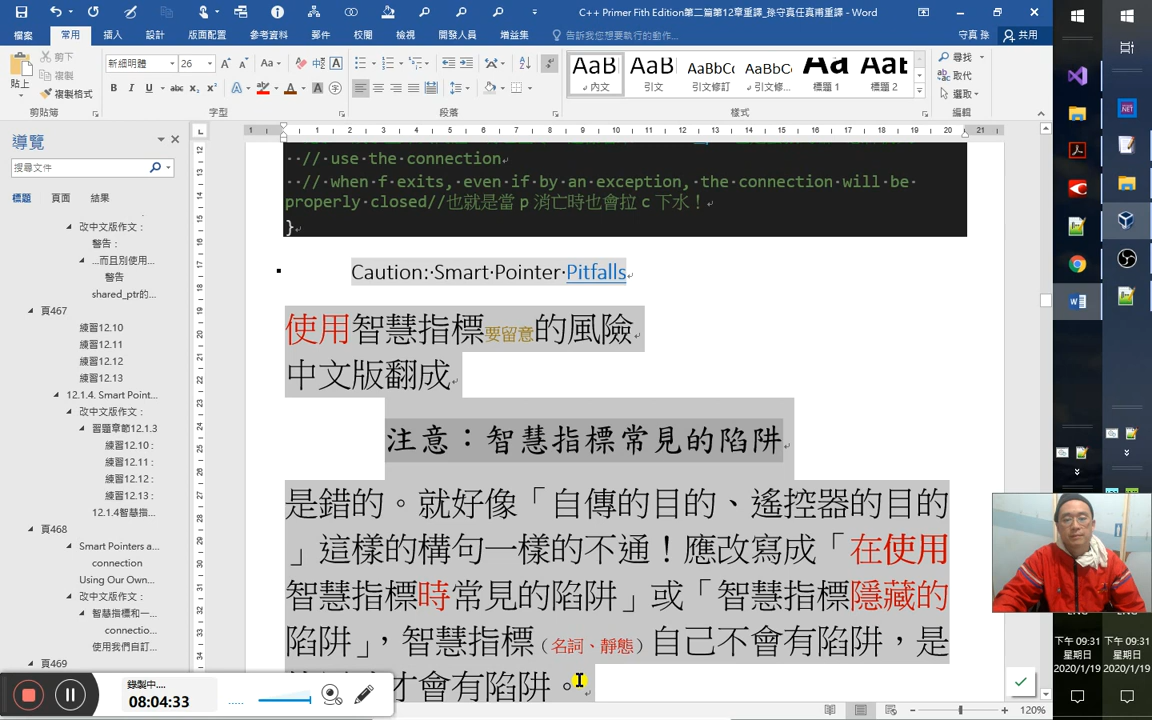 C++ Primer Fith Edition第二篇第12章重譯_孫守真任真甫重譯 - Word
檔案 常用 插入 設計 版面配置 參考資料 郵件 校閱 檢視 開發人員 增益集 告訴我您想要執行的動作... 守真 孫 共用
貼上 剪下 複製 複製格式 新細明體 26
AaB AaB AaBbC AaBbC AaB AaB
內文 引文 引文修訂 引文修... 標題 1 標題 2
尋找 取代 選取
剪貼簿 字型 段落 樣式 編輯
導覽
搜尋文件
標題 頁面 結果
改中文版作文：
警告：
...而且別使用...
警告
shared_ptr的...
頁467
練習12.10
練習12.11
練習12.12
練習12.13
12.1.4. Smart Point...
改中文版作文：
習題章節12.1.3
練習12.10：
練習12.11：
練習12.12：
練習12.13：
12.1.4智慧指...
頁468
Smart Pointers a...
connection
Using Our Own...
改中文版作文：
智慧指標和一...
connectio...
使用我們自訂...
頁469
// use the connection
// when f exits, even if by an exception, the connection will be
properly closed//也就是當 p 消亡時也會拉 c 下水！
}
Caution: Smart Pointer Pitfalls
使用智慧指標要留意的風險
中文版翻成
注意：智慧指標常見的陷阱
是錯的。就好像「自傳的目的、遙控器的目的
」這樣的構句一樣的不通！應改寫成「在使用
智慧指標時常見的陷阱」或「智慧指標隱藏的
陷阱」，智慧指標（名詞、靜態）自己不會有陷阱，是
才會有陷阱。
錄製中....
08:04:33
120%
下午 09:31 下午 09:31
星期日 星期日
2020/1/19 2020/1/19